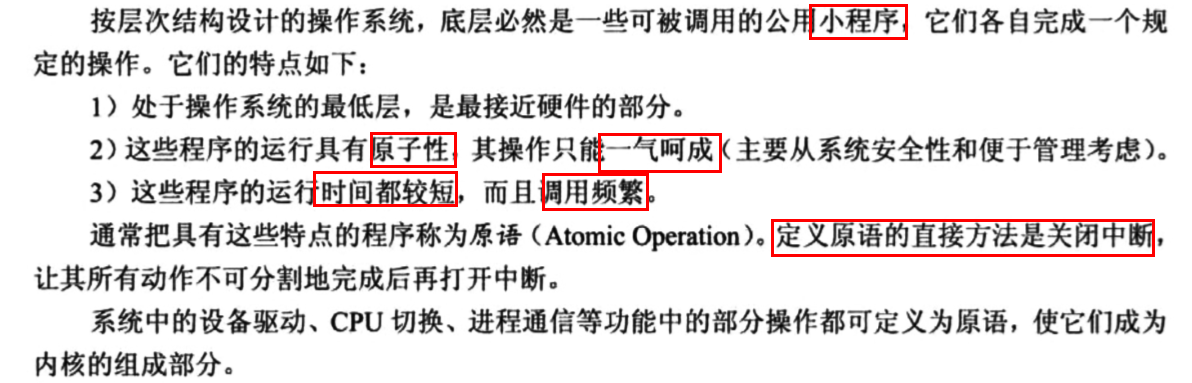 按层次结构设计的操作系统，底层必然是一些可被调用的公用小程序，它们各自完成一个规
定的操作。它们的特点如下：
1）处于操作系统的最低层，是最接近硬件的部分。
2）这些程序的运行具有原子性，其操作只能一气呵成（主要从系统安全性和便于管理考虑）。
3）这些程序的运行时间都较短，而且调用频繁。
通常把具有这些特点的程序称为原语（Atomic Operation）。定义原语的直接方法是关闭中断，
让其所有动作不可分割地完成后再打开中断。
系统中的设备驱动、CPU 切换、进程通信等功能中的部分操作都可定义为原语，使它们成为
内核的组成部分。